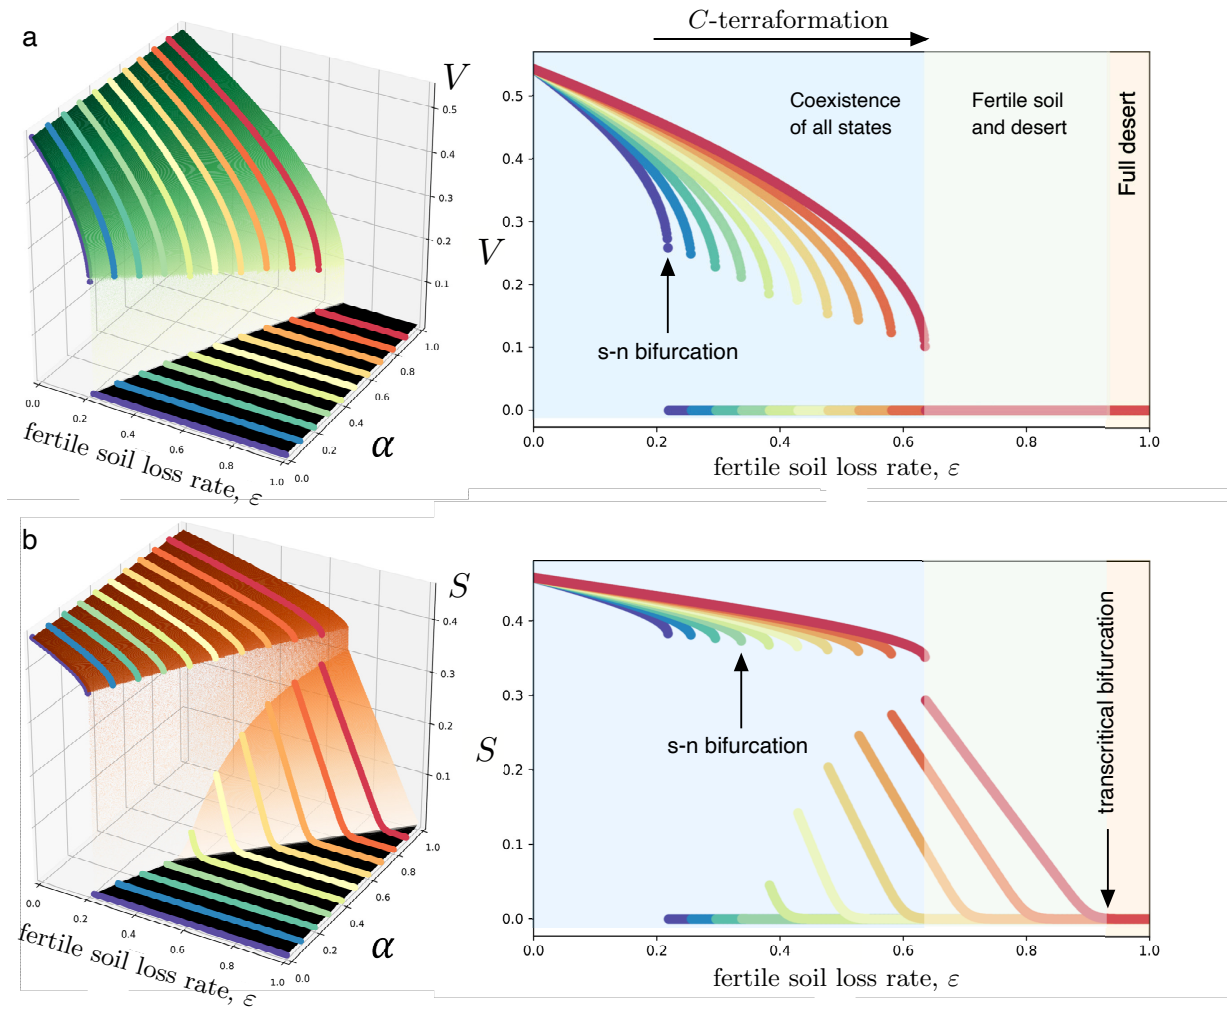 a
V
0.5
0.4
0.3
0.2
0.1
0.0
0.2
0.4
0.6
0.8
1.0
0.0
0.2
0.4
0.6
0.8
1.0
fertile soil loss rate, ε
α
C-terraformation
Coexistence
of all states
Fertile soil
and desert
Full desert
s-n bifurcation
V
0.5
0.4
0.3
0.2
0.1
0.0
0.0
0.2
0.4
0.6
0.8
1.0
fertile soil loss rate, ε
b
S
0.4
0.3
0.2
0.1
0.0
0.2
0.4
0.6
0.8
1.0
0.0
0.2
0.4
0.6
0.8
1.0
fertile soil loss rate, ε
α
s-n bifurcation
transcritical bifurcation
S
0.4
0.3
0.2
0.1
0.0
0.0
0.2
0.4
0.6
0.8
1.0
fertile soil loss rate, ε